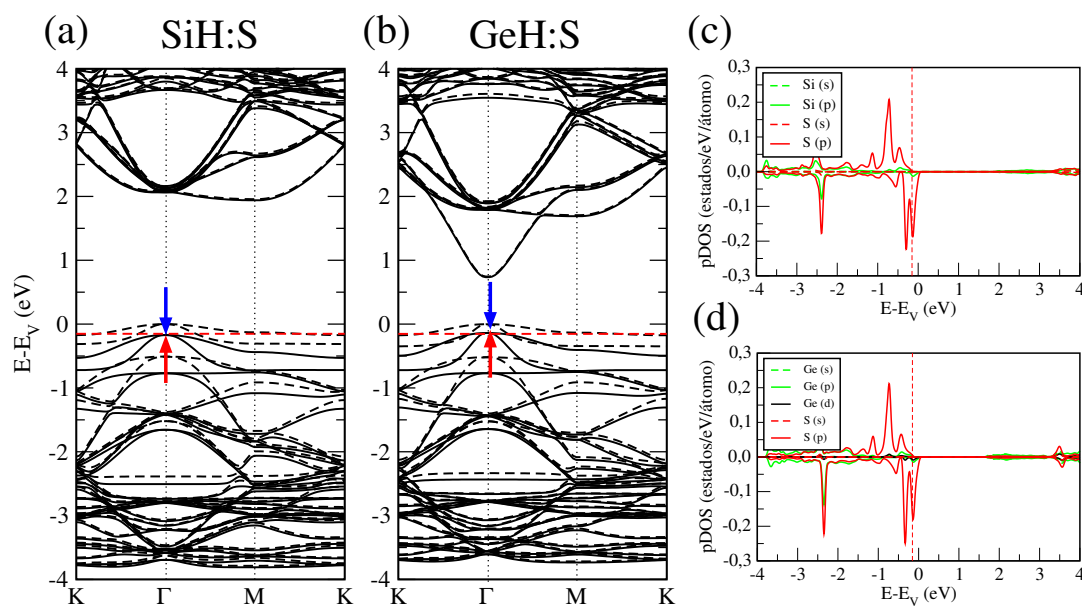 (a) SiH:S
(b) GeH:S
(c)
(d)
E-E_V (eV)
4
3
2
1
0
-1
-2
-3
-4
K Γ M K
4
3
2
1
0
-1
-2
-3
-4
K Γ M K
pDOS (estados/eV/átomo)
0,3
0,2
0,1
0,0
-0,1
-0,2
-0,3
Si (s)
Si (p)
S (s)
S (p)
-4 -3 -2 -1 0 1 2 3 4
E-E_V (eV)
pDOS (estados/eV/átomo)
0,3
0,2
0,1
0,0
-0,1
-0,2
-0,3
Ge (s)
Ge (p)
Ge (d)
S (s)
S (p)
-4 -3 -2 -1 0 1 2 3 4
E-E_V (eV)